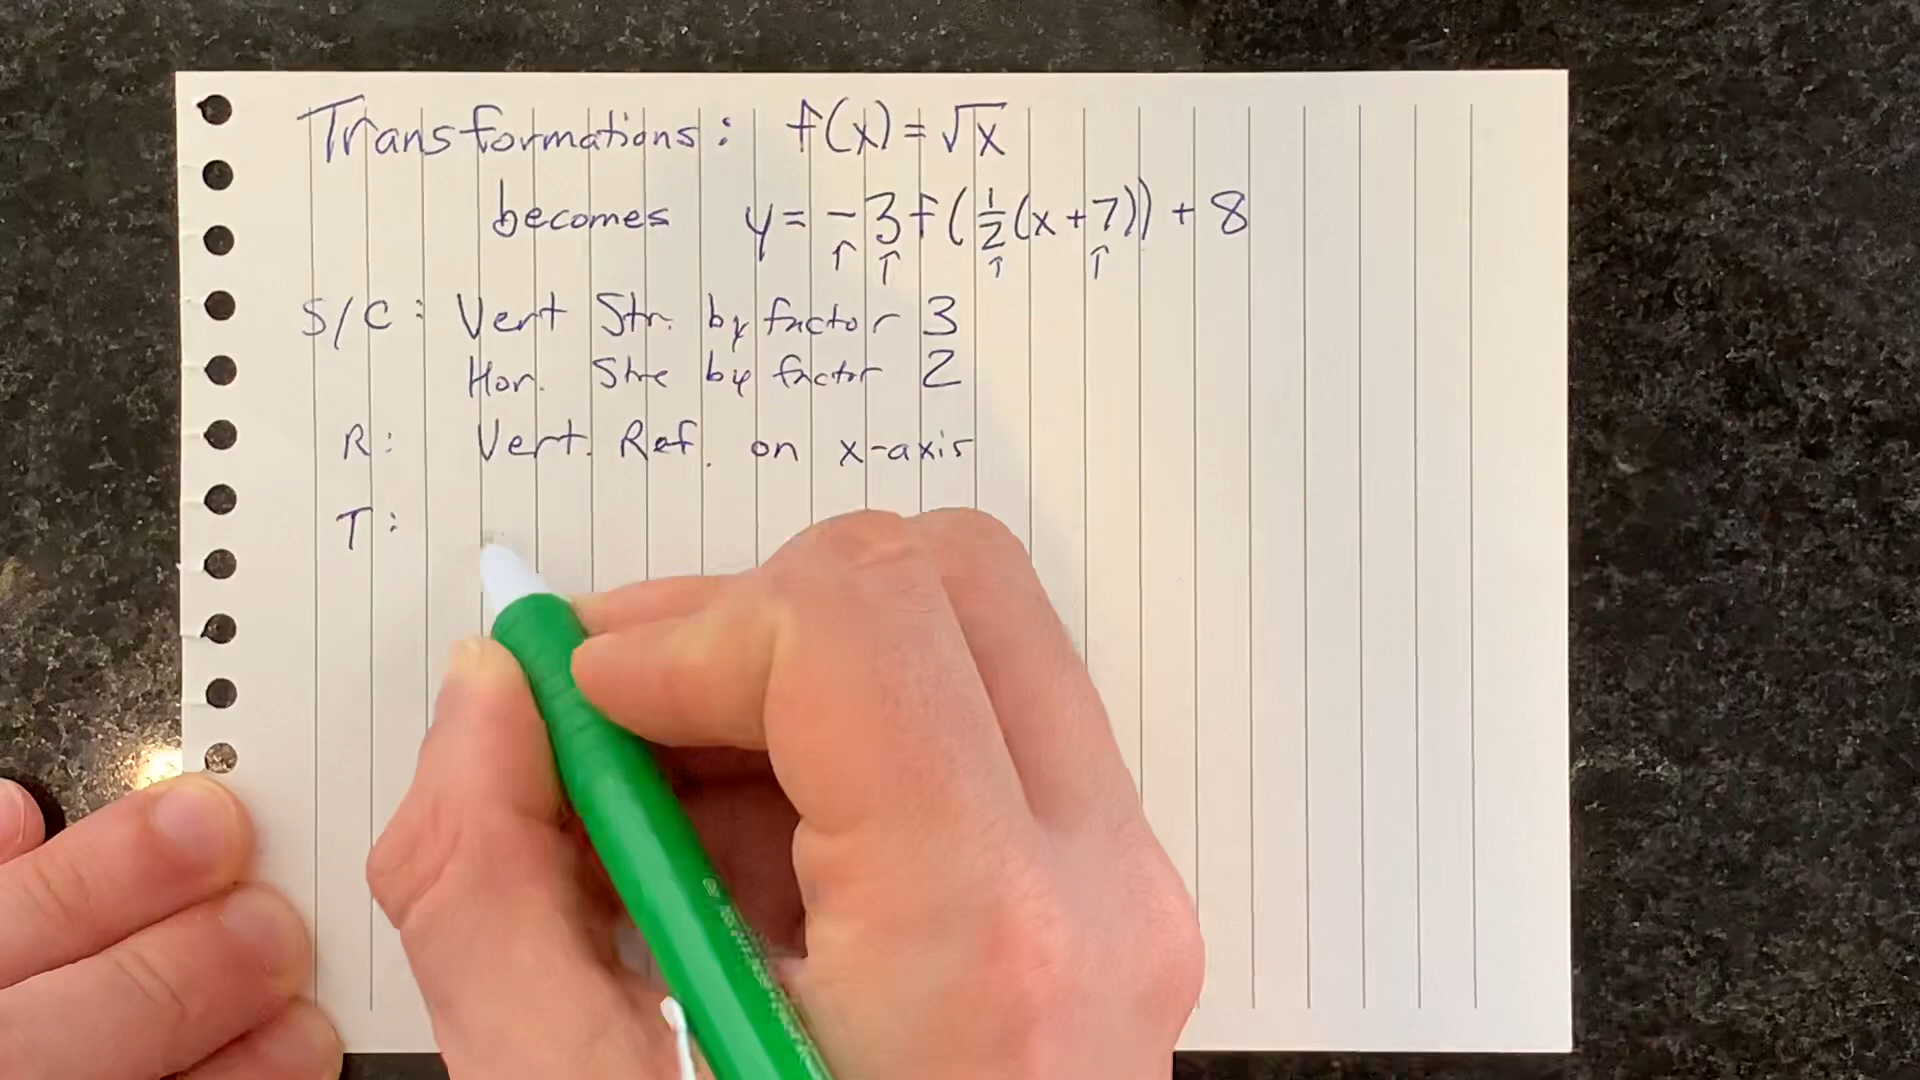 Transformations: f(x) = √x
becomes y = -3f(½(x+7)) + 8
↑ ↑ ↑ ↑
S/C: Vert Str. by factor 3
Hor. Stre by factor 2
R: Vert. Ref. on x-axis
T: